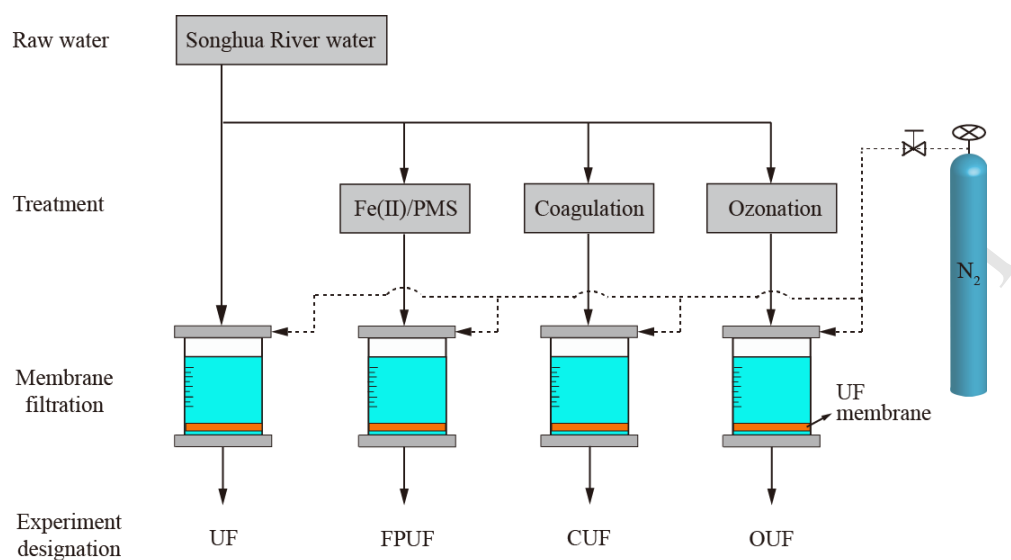 Raw water
Songhua River water
Treatment
Fe(II)/PMS
Coagulation
Ozonation
N2
Membrane
filtration
UF
membrane
Experiment
designation
UF
FPUF
CUF
OUF